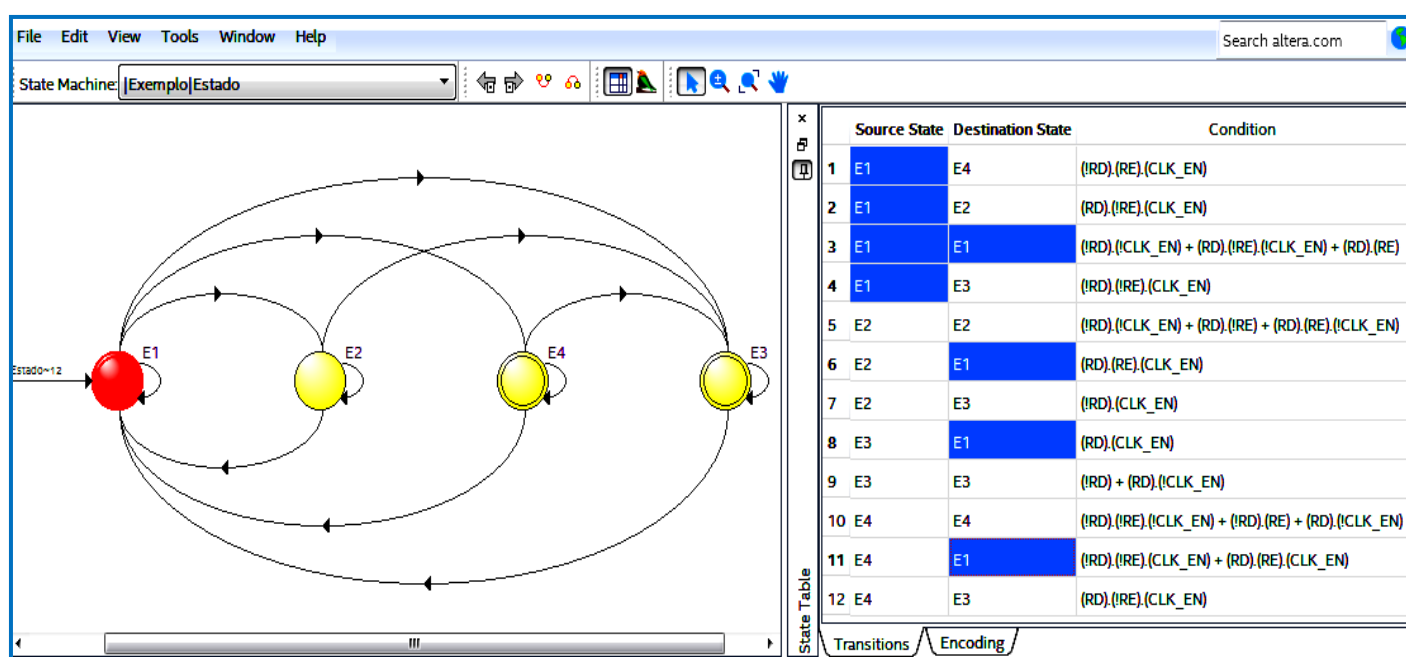 File Edit View Tools Window Help
Search altera.com
State Machine: |Exemplo|Estado
E1 E2 E4 E3
Estado~12
State Table
Source State Destination State Condition
1 E1 E4 (!RD).(RE).(CLK_EN)
2 E1 E2 (RD).(!RE).(CLK_EN)
3 E1 E1 (!RD).(!CLK_EN) + (RD).(!RE).(!CLK_EN) + (RD).(RE)
4 E1 E3 (!RD).(!RE).(CLK_EN)
5 E2 E2 (!RD).(!CLK_EN) + (RD).(!RE) + (RD).(RE).(!CLK_EN)
6 E2 E1 (RD).(RE).(CLK_EN)
7 E2 E3 (!RD).(CLK_EN)
8 E3 E1 (RD).(CLK_EN)
9 E3 E3 (!RD) + (RD).(!CLK_EN)
10 E4 E4 (!RD).(!RE).(!CLK_EN) + (!RD).(RE) + (RD).(!CLK_EN)
11 E4 E1 (!RD).(!RE).(CLK_EN) + (RD).(RE).(CLK_EN)
12 E4 E3 (RD).(!RE).(CLK_EN)
Transitions Encoding